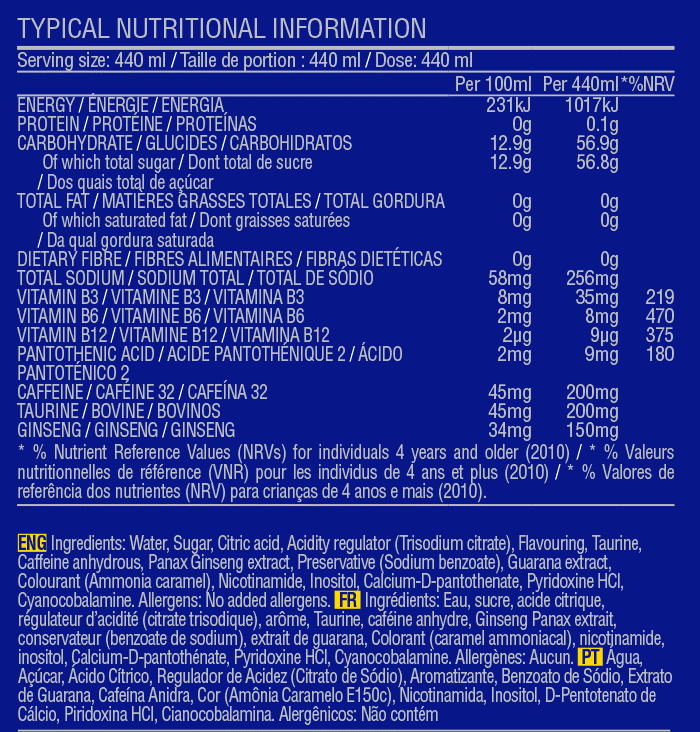 TYPICAL NUTRITIONAL INFORMATION
Serving size: 440 ml / Taille de portion : 440 ml / Dose: 440 ml
Per 100ml Per 440ml *%NRV
ENERGY / ÉNERGIE / ENERGIA 231kJ 1017kJ
PROTEIN / PROTÉINE / PROTEÍNAS 0g 0.1g
CARBOHYDRATE / GLUCIDES / CARBOHIDRATOS 12.9g 56.9g
Of which total sugar / Dont total de sucre 12.9g 56.8g
/ Dos quais total de açúcar
TOTAL FAT / MATIÈRES GRASSES TOTALES / TOTAL GORDURA 0g 0g
Of which saturated fat / Dont graisses saturées 0g 0g
/ Da qual gordura saturada
DIETARY FIBRE / FIBRES ALIMENTAIRES / FIBRAS DIETÉTICAS 0g 0g
TOTAL SODIUM / SODIUM TOTAL / TOTAL DE SÓDIO 58mg 256mg
VITAMIN B3 / VITAMINE B3 / VITAMINA B3 8mg 35mg 219
VITAMIN B6 / VITAMINE B6 / VITAMINA B6 2mg 8mg 470
VITAMIN B12 / VITAMINE B12 / VITAMINA B12 2µg 9µg 375
PANTOTHENIC ACID / ACIDE PANTOTHÉNIQUE 2 / ÁCIDO 2mg 9mg 180
PANTOTÉNICO 2
CAFFEINE / CAFÉINE 32 / CAFEÍNA 32 45mg 200mg
TAURINE / BOVINE / BOVINOS 45mg 200mg
GINSENG / GINSENG / GINSENG 34mg 150mg
* % Nutrient Reference Values (NRVs) for individuals 4 years and older (2010) / * % Valeurs
nutritionnelles de référence (VNR) pour les individus de 4 ans et plus (2010) / * % Valores de
referência dos nutrientes (NRV) para crianças de 4 anos e mais (2010).
ENG Ingredients: Water, Sugar, Citric acid, Acidity regulator (Trisodium citrate), Flavouring, Taurine,
Caffeine anhydrous, Panax Ginseng extract, Preservative (Sodium benzoate), Guarana extract,
Colourant (Ammonia caramel), Nicotinamide, Inositol, Calcium-D-pantothenate, Pyridoxine HCl,
Cyanocobalamine. Allergens: No added allergens. FR Ingrédients: Eau, sucre, acide citrique,
régulateur d'acidité (citrate trisodique), arôme, Taurine, caféine anhydre, Ginseng Panax extrait,
conservateur (benzoate de sodium), extrait de guarana, Colorant (caramel ammoniacal), nicotjnamide,
inositol, Calcium-D-pantothénate, Pyridoxine HCl, Cyanocobalamine. Allergènes: Aucun. PT Água,
Açúcar, Ácido Cítrico, Regulador de Acidez (Citrato de Sódio), Aromatizante, Benzoato de Sódio, Extrato
de Guarana, Cafeína Anidra, Cor (Amônia Caramelo E150c), Nicotinamida, Inositol, D-Pentotenato de
Cálcio, Piridoxina HCl, Cianocobalamina. Alergênicos: Não contém